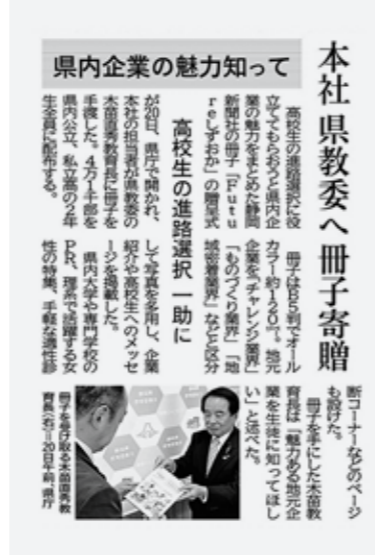 県内企業の魅力知って
本社 県教委へ冊子寄贈
高校生の進路選択 一助に
高校生の進路選択に役
立ててもらおうと県内企
業の魅力をまとめた静岡
新聞社の冊子「Futu
reしずおか」の贈呈式
が20日、県庁で開かれ、
本社の担当者が県教委の
木苗直秀教育長に冊子を
手渡した。4万1千部を
県内公立、私立高の2年
生全員に配布する。
冊子はB5判でオール
カラー約120㌻。地元
企業を「チャレンジ業界」
「ものづくり業界」「地
域密着業界」などと区分
して写真を多用し、企業
紹介や高校生へのメッセ
ージを掲載した。
県内大学や専門学校の
PR、理系で活躍する女
性の特集、手軽な適性診
断コーナーなどのページ
も設けた。
冊子を手にした木苗教
育長は「魅力ある地元企
業を生徒に知ってほし
い」と述べた。
冊子を受け取る木苗直秀教
育長(右)=20日午前、県庁